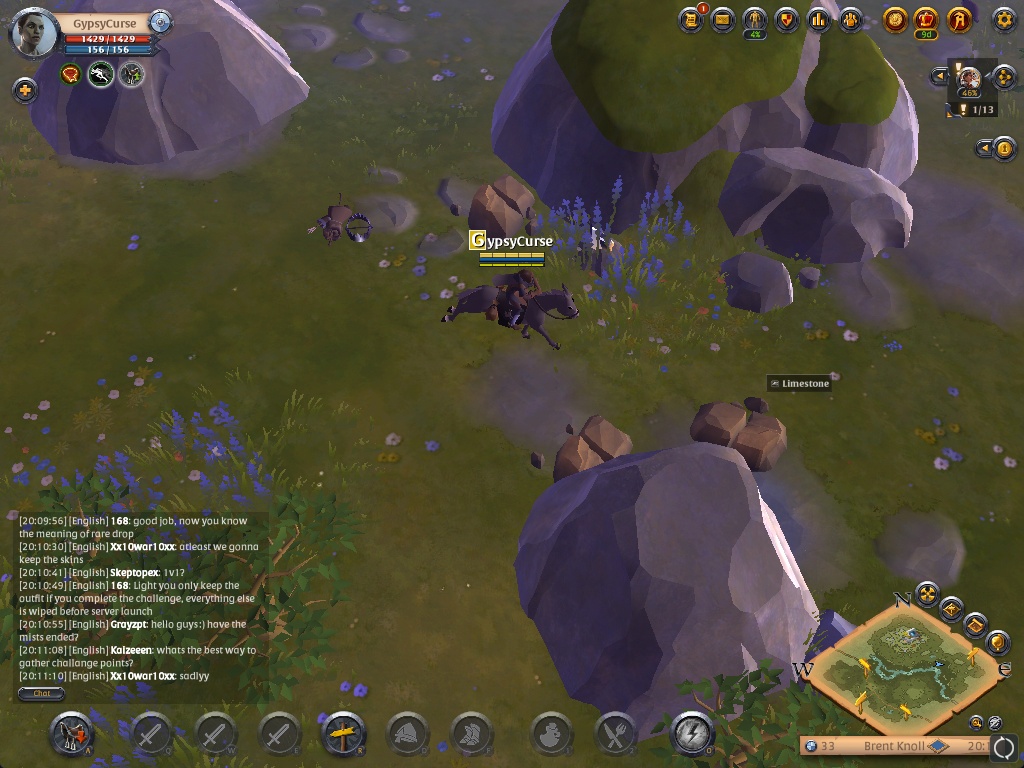 GypsyCurse
1429 / 1429
156 / 156
1
4%
9d
46%
1/13
1
GypsyCurse
Limestone
[20:09:56] [English] 168: good job, now you know
the meaning of rare drop
[20:10:30] [English] Xx10war10xx: atleast we gonna
keep the skins
[20:10:41] [English] Skeptopex: 1v1?
[20:10:49] [English] 168: Light you only keep the
outfit if you complete the challenge, everything else
is wiped before server launch
[20:10:55] [English] Grayzpt: hello guys:) have the
mists ended?
[20:11:08] [English] Kaizeeen: whats the best way to
gather challange points?
[20:11:10] [English] Xx10war10xx: sadlyy
Chat
N
W
E
A
Q
W
E
R
D
F
33
Brent Knoll
20:1